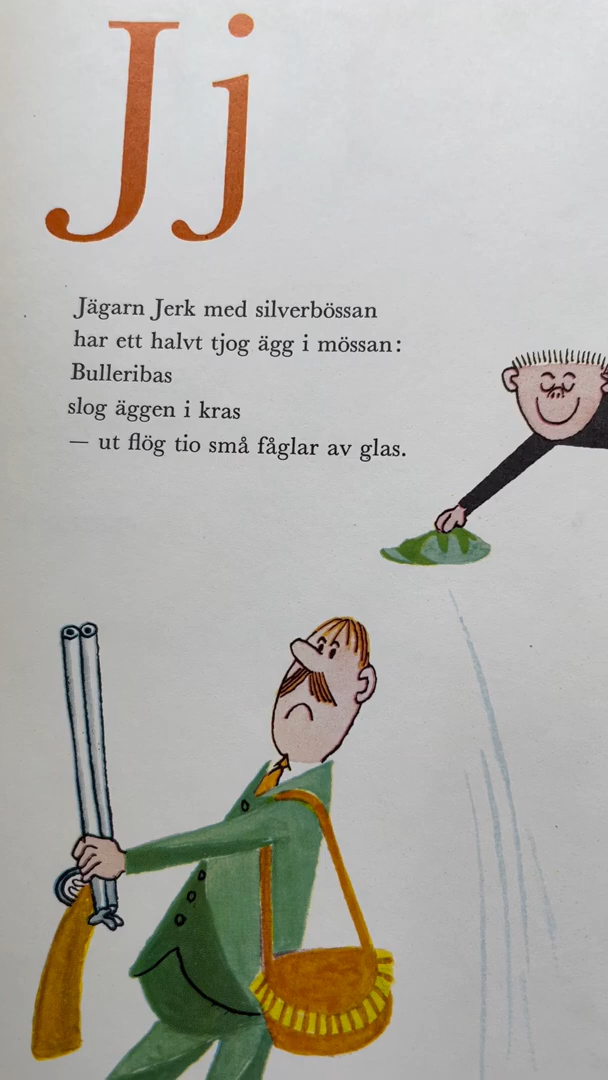 Jj
Jägarn Jerk med silverbössan
har ett halvt tjog ägg i mössan:
Bulleribas
slog äggen i kras
— ut flög tio små fåglar av glas.